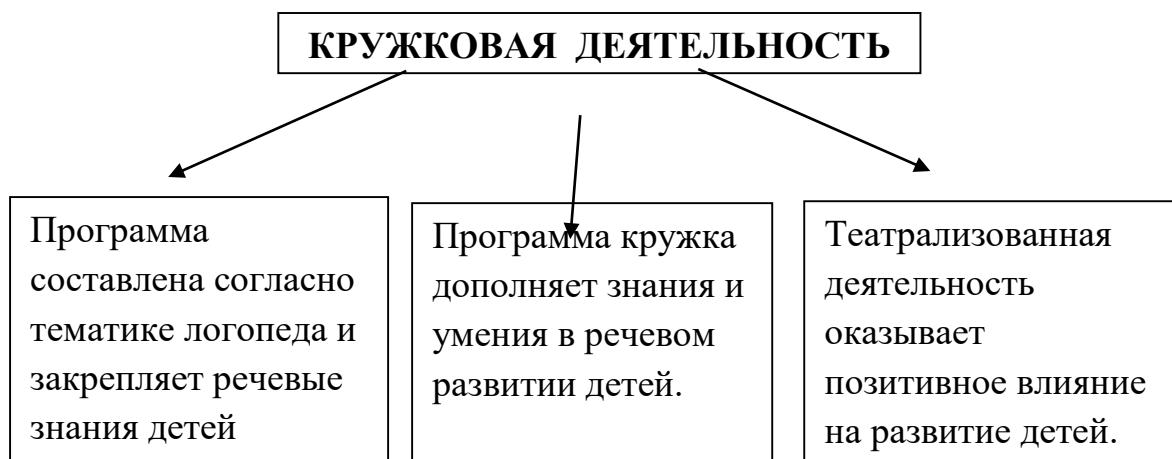 КРУЖКОВАЯ ДЕЯТЕЛЬНОСТЬ
Программа
составлена согласно
тематике логопеда и
закрепляет речевые
знания детей
Программа кружка
дополняет знания и
умения в речевом
развитии детей.
Театрализованная
деятельность
оказывает
позитивное влияние
на развитие детей.